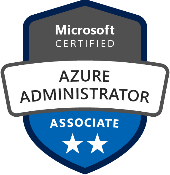 Microsoft
CERTIFIED
AZURE
ADMINISTRATOR
ASSOCIATE